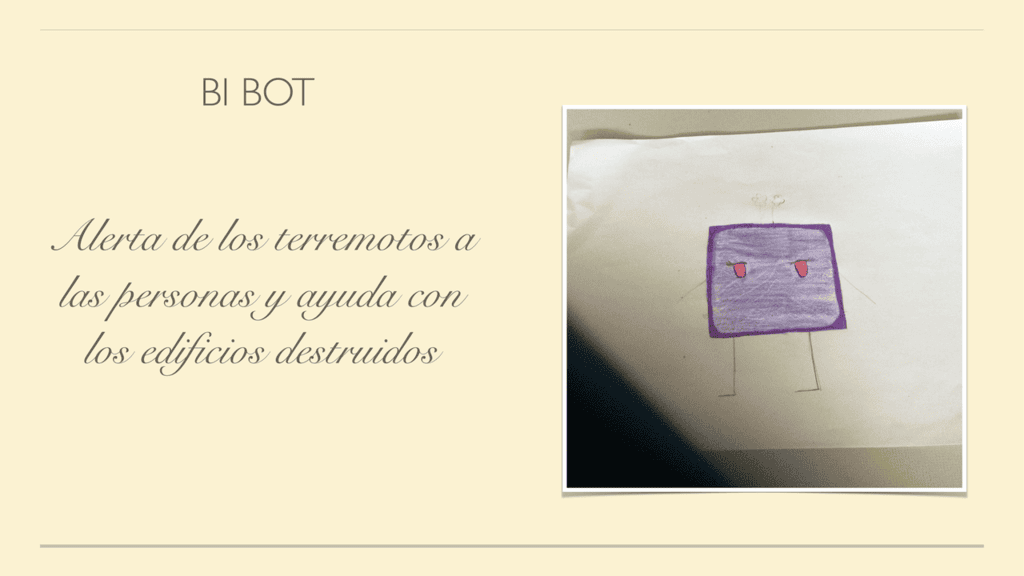 BI BOT
Alerta de los terremotos a
las personas y ayuda con
los edificios destruidos